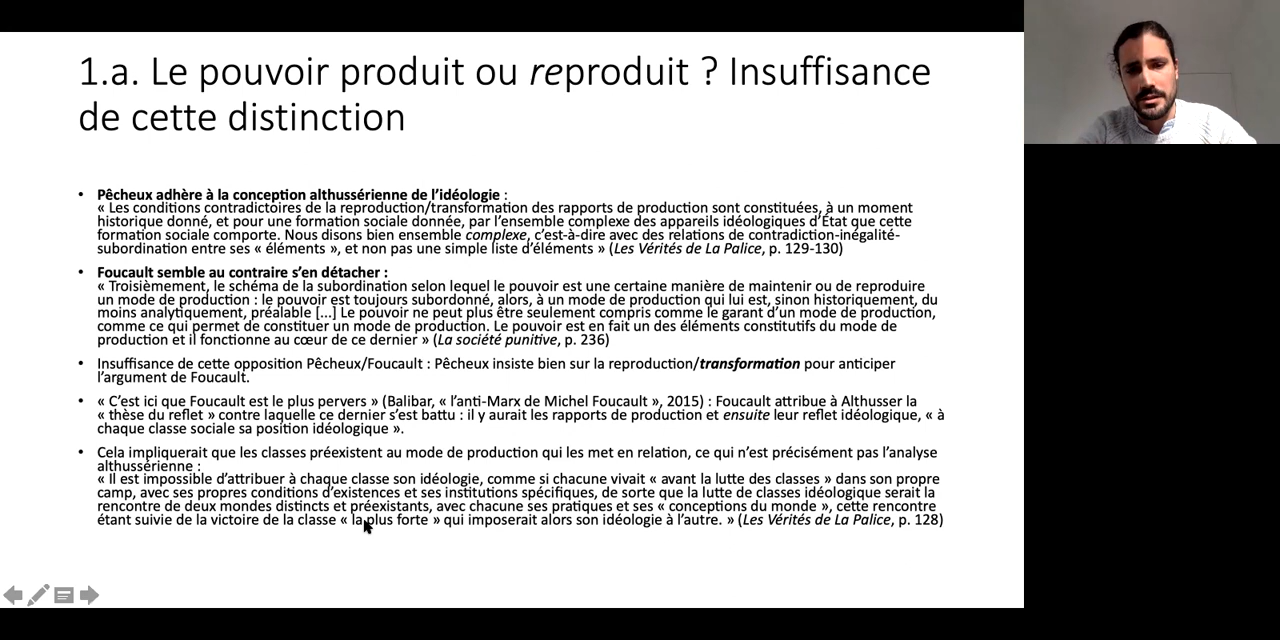 1.a. Le pouvoir produit ou reproduit ? Insuffisance
de cette distinction
• Pêcheux adhère à la conception althussérienne de l’idéologie :
« Les conditions contradictoires de la reproduction/transformation des rapports de production sont constituées, à un moment
historique donné, et pour une formation sociale donnée, par l’ensemble complexe des appareils idéologiques d’État que cette
formation sociale comporte. Nous disons bien ensemble complexe, c’est-à-dire avec des relations de contradiction-inégalité-
subordination entre ses « éléments », et non pas une simple liste d’éléments » (Les Vérités de La Palice, p. 129-130)
• Foucault semble au contraire s’en détacher :
« Troisièmement, le schéma de la subordination selon lequel le pouvoir est une certaine manière de maintenir ou de reproduire
un mode de production : le pouvoir est toujours subordonné, alors, à un mode de production qui lui est, sinon historiquement, du
moins analytiquement, préalable [...] Le pouvoir ne peut plus être seulement compris comme le garant d’un mode de production,
comme ce qui permet de constituer un mode de production. Le pouvoir est en fait un des éléments constitutifs du mode de
production et il fonctionne au cœur de ce dernier » (La société punitive, p. 236)
• Insuffisance de cette opposition Pêcheux/Foucault : Pêcheux insiste bien sur la reproduction/transformation pour anticiper
l’argument de Foucault.
• « C’est ici que Foucault est le plus pervers » (Balibar, « l’anti-Marx de Michel Foucault », 2015) : Foucault attribue à Althusser la
« thèse du reflet » contre laquelle ce dernier s’est battu : il y aurait les rapports de production et ensuite leur reflet idéologique, « à
chaque classe sociale sa position idéologique ».
• Cela impliquerait que les classes préexistent au mode de production qui les met en relation, ce qui n’est précisément pas l’analyse
althussérienne :
« Il est impossible d’attribuer à chaque classe son idéologie, comme si chacune vivait « avant la lutte des classes » dans son propre
camp, avec ses propres conditions d’existences et ses institutions spécifiques, de sorte que la lutte de classes idéologique serait la
rencontre de deux mondes distincts et préexistants, avec chacune ses pratiques et ses « conceptions du monde », cette rencontre
étant suivie de la victoire de la classe « la plus forte » qui imposerait alors son idéologie à l’autre. » (Les Vérités de La Palice, p. 128)